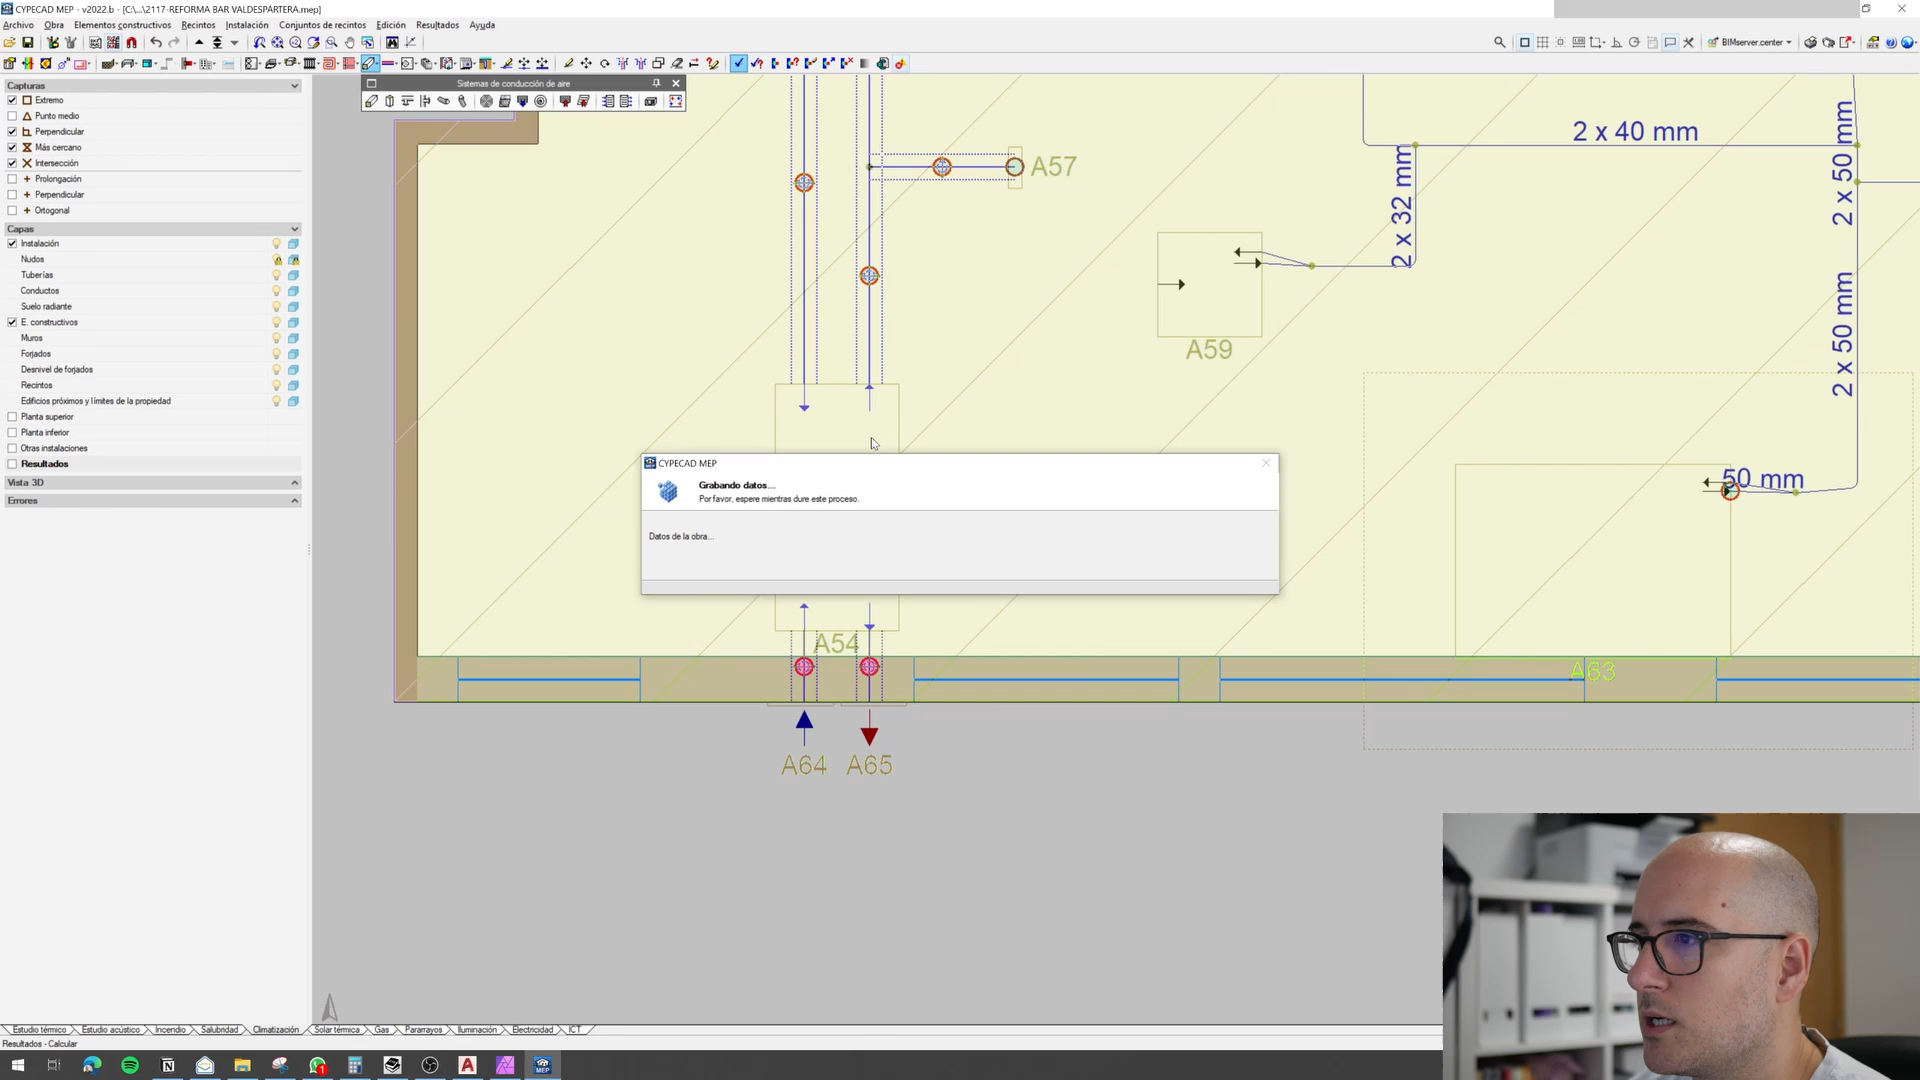 CYPECAD MEP - v2022.b - [C:\...\2117-REFORMA BAR VALDESPARTERA.mep]
Archivo Obra Elementos constructivos Recintos Instalación Conjuntos de recintos Edición Resultados Ayuda
BIMserver.center
Sistemas de conducción de aire
Capturas
Extremo
Punto medio
Perpendicular
Más cercano
Intersección
Prolongación
Perpendicular
Ortogonal
Capas
Instalación
Nudos
Tuberías
Conductos
Suelo radiante
E. constructivos
Muros
Forjados
Desnivel de forjados
Recintos
Edificios próximos y límites de la propiedad
Planta superior
Planta inferior
Otras instalaciones
Resultados
Vista 3D
Errores
A57
2 x 40 mm
2 x 32 mm
2 x 50 mm
2 x 50 mm
A59
50 mm
CYPECAD MEP
Grabando datos...
Por favor, espere mientras dure este proceso.
Datos de la obra...
A54
A63
A64 A65
Estudio térmico Estudio acústico Incendio Salubridad Climatización Solar térmica Gas Pararrayos Iluminación Electricidad ICT
Resultados - Calcular
MEP